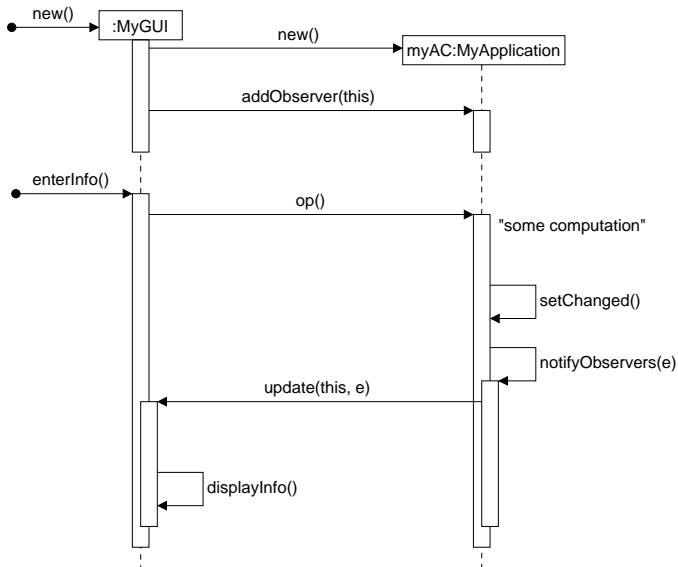 new()
:MyGUI
new()
myAC:MyApplication
addObserver(this)
enterInfo()
op()
"some computation"
setChanged()
notifyObservers(e)
update(this, e)
displayInfo()